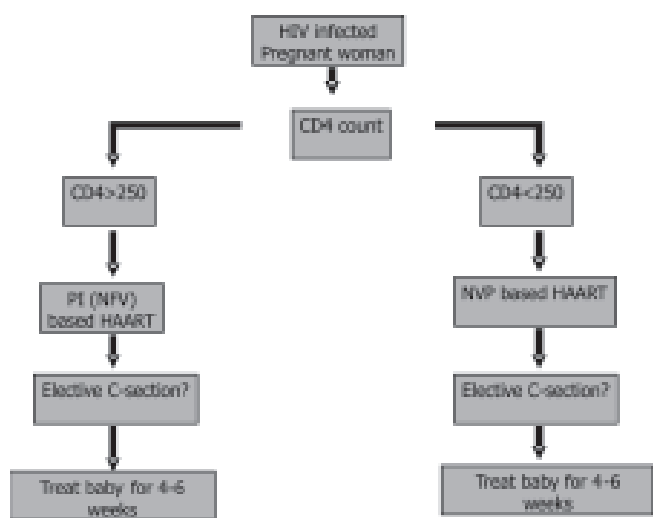 HIV infected
Pregnant woman
CD4 count
CD4>250
CD4<250
PI (NFV)
based HAART
NVP based HAART
Elective C-section?
Elective C-section?
Treat baby for 4-6
weeks
Treat baby for 4-6
weeks